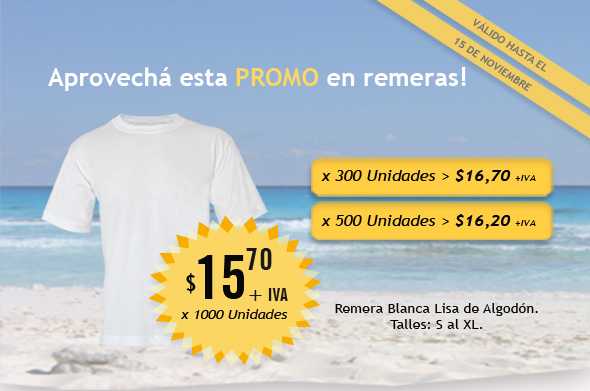 VÁLIDO HASTA EL
15 DE NOVIEMBRE
Aprovechá esta PROMO en remeras!
x 300 Unidades > $16,70 +IVA
x 500 Unidades > $16,20 +IVA
$15 70
+ IVA
x 1000 Unidades
Remera Blanca Lisa de Algodón.
Talles: S al XL.